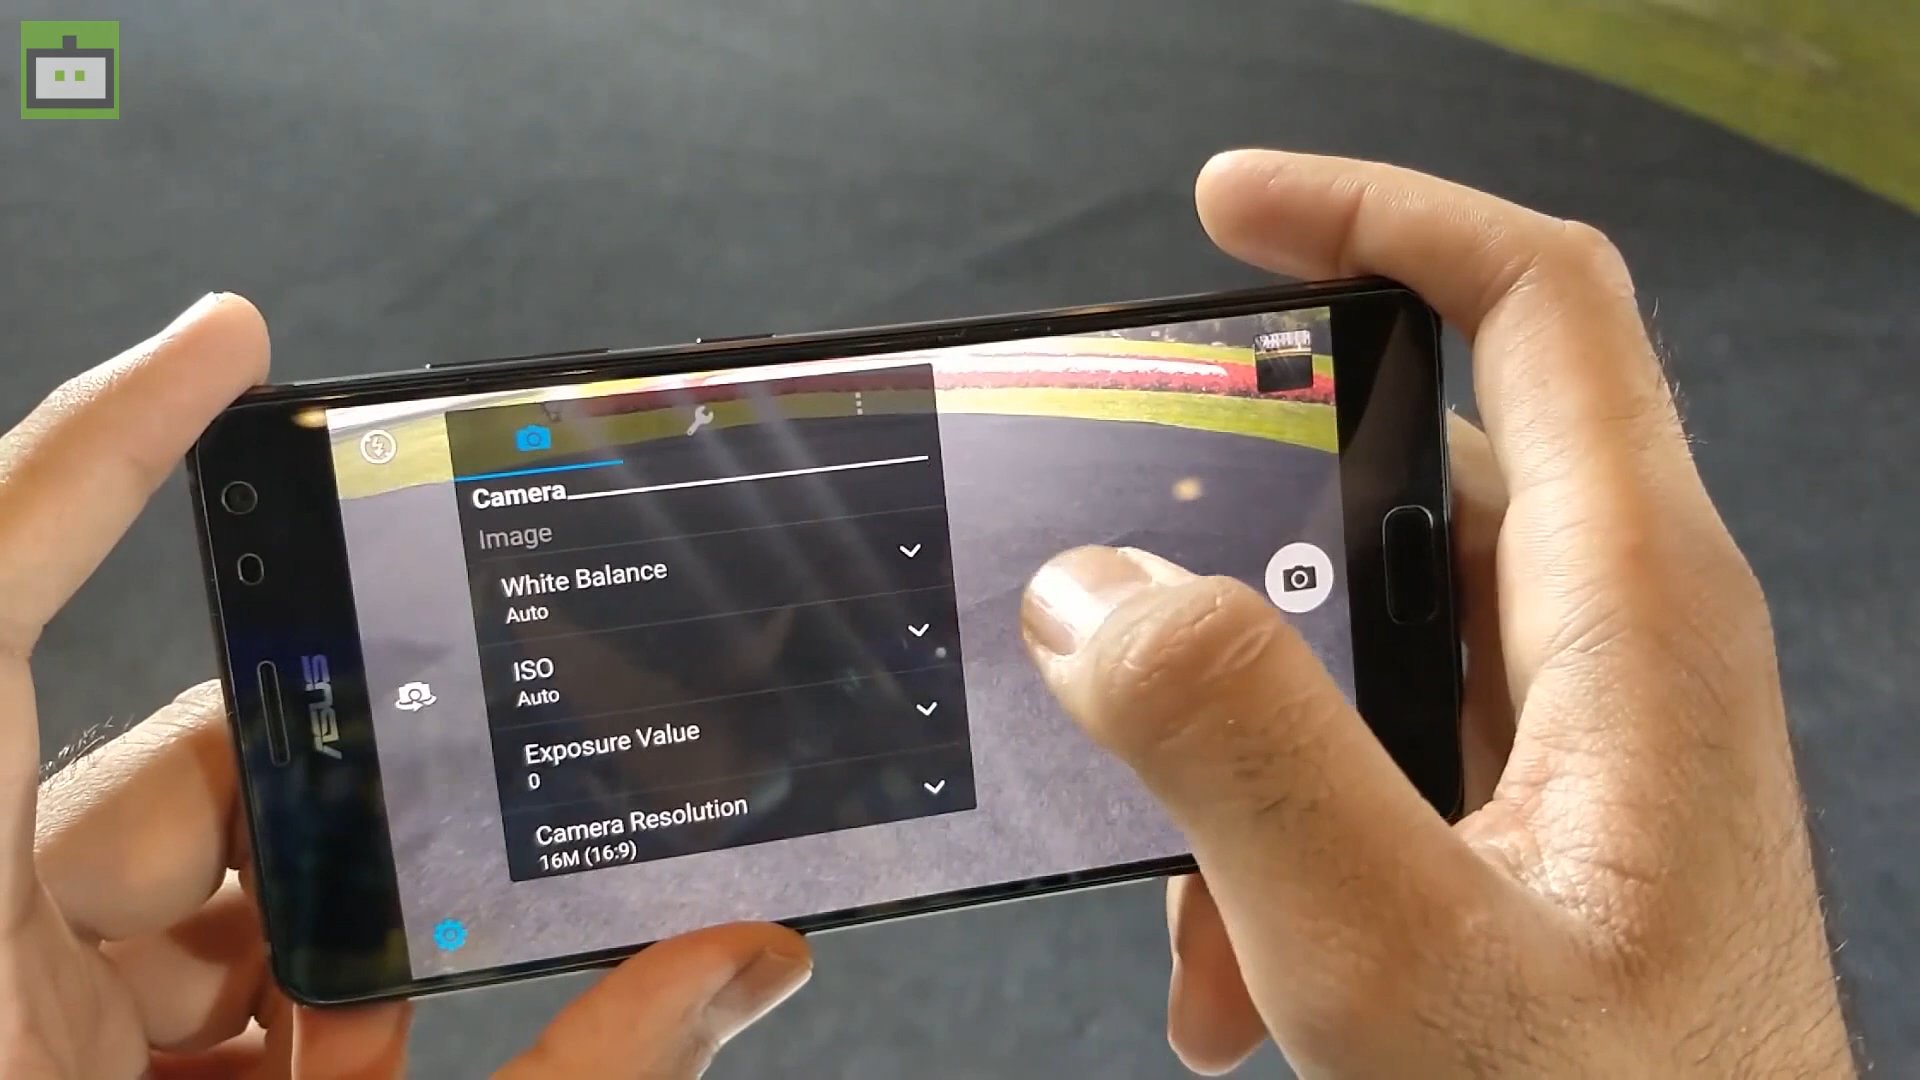 Camera
Image
White Balance
Auto
ISO
Auto
Exposure Value
0
Camera Resolution
16M (16:9)
ASUS